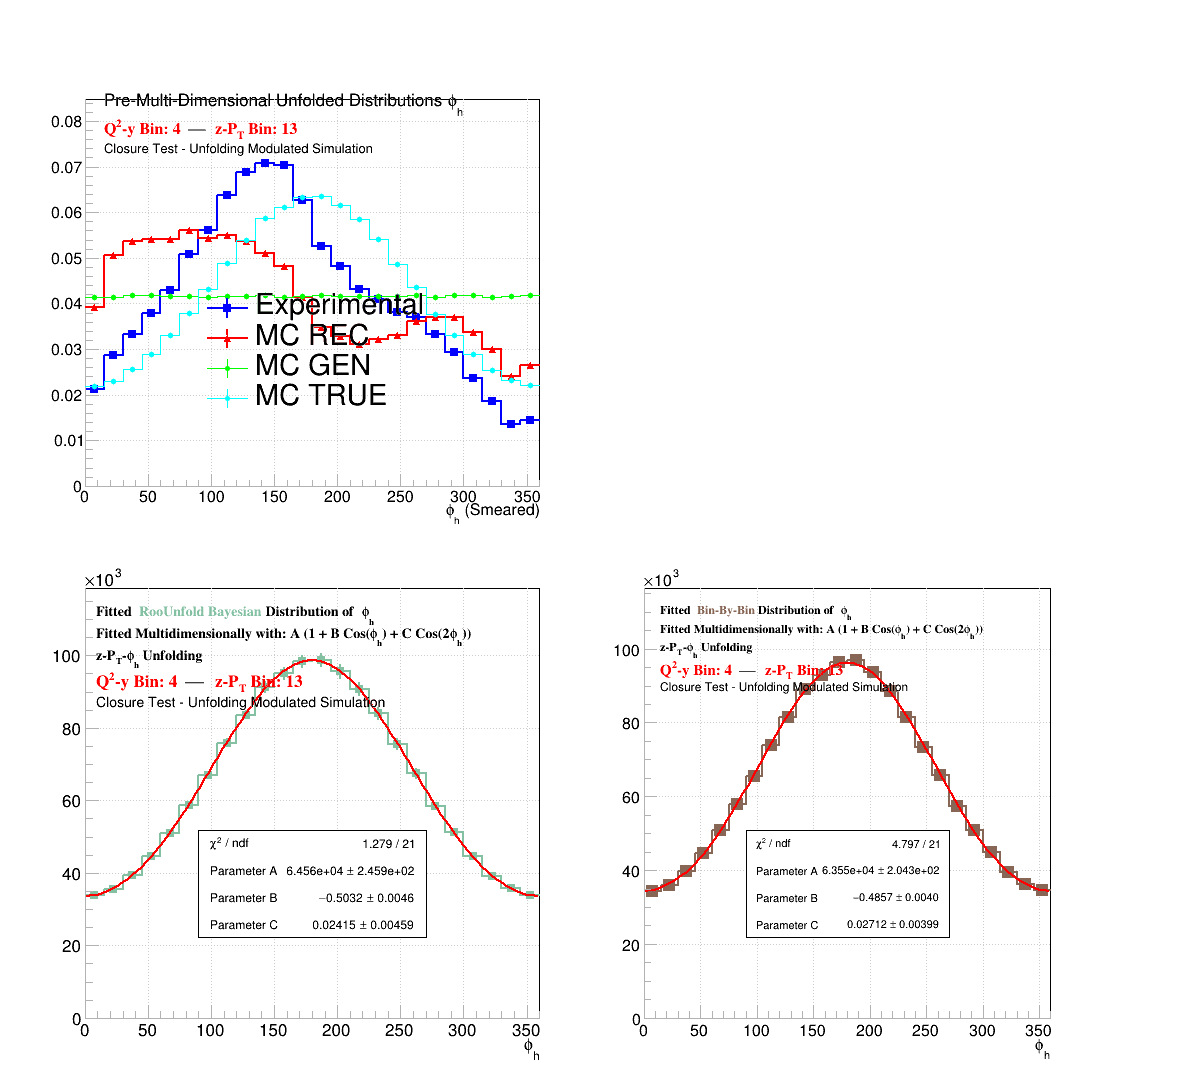 Pre-Multi-Dimensional Unfolded Distributions ϕh
Q²-y Bin: 4 — z-PT Bin: 13
Closure Test - Unfolding Modulated Simulation
0.08
0.07
0.06
0.05
0.04
0.03
0.02
0.01
0
Experimental
MC REC
MC GEN
MC TRUE
0 50 100 150 200 250 300 350
ϕh (Smeared)
×10³
Fitted RooUnfold Bayesian Distribution of ϕh
Fitted Multidimensionally with: A (1 + B Cos(ϕh) + C Cos(2ϕh))
z-PT-ϕh Unfolding
Q²-y Bin: 4 — z-PT Bin: 13
Closure Test - Unfolding Modulated Simulation
100
80
60
40
20
0
χ² / ndf 1.279 / 21
Parameter A 6.456e+04 ± 2.459e+02
Parameter B −0.5032 ± 0.0046
Parameter C 0.02415 ± 0.00459
0 50 100 150 200 250 300 350
ϕh
×10³
Fitted Bin-By-Bin Distribution of ϕh
Fitted Multidimensionally with: A (1 + B Cos(ϕh) + C Cos(2ϕh))
z-PT-ϕh Unfolding
Q²-y Bin: 4 — z-PT Bin: 13
Closure Test - Unfolding Modulated Simulation
100
80
60
40
20
0
χ² / ndf 4.797 / 21
Parameter A 6.355e+04 ± 2.043e+02
Parameter B −0.4857 ± 0.0040
Parameter C 0.02712 ± 0.00399
0 50 100 150 200 250 300 350
ϕh